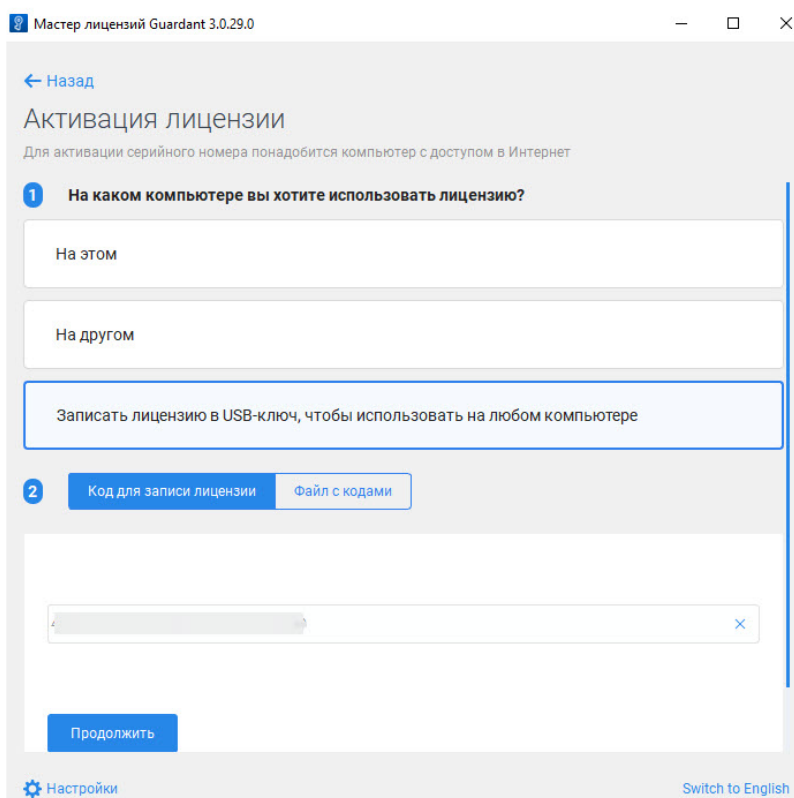 Мастер лицензий Guardant 3.0.29.0
Назад
Активация лицензии
Для активации серийного номера понадобится компьютер с доступом в Интернет
1 На каком компьютере вы хотите использовать лицензию?
На этом
На другом
Записать лицензию в USB-ключ, чтобы использовать на любом компьютере
2 Код для записи лицензии Файл с кодами
Продолжить
Настройки Switch to English